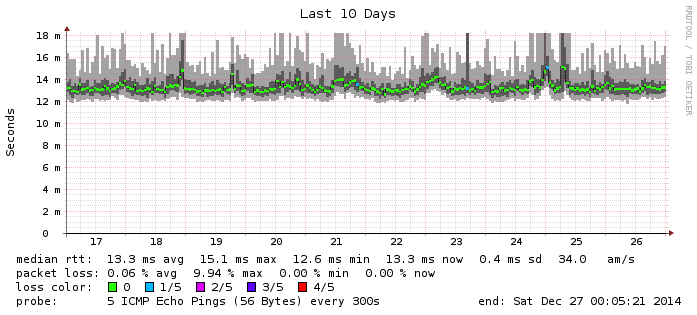 Last 10 Days
RRDTOOL / TOBI OETIKER
Seconds
18 m
16 m
14 m
12 m
10 m
8 m
6 m
4 m
2 m
0
17 18 19 20 21 22 23 24 25 26
median rtt: 13.3 ms avg 15.1 ms max 12.6 ms min 13.3 ms now 0.4 ms sd 34.0 am/s
packet loss: 0.06 % avg 9.94 % max 0.00 % min 0.00 % now
loss color: 0 1/5 2/5 3/5 4/5
probe: 5 ICMP Echo Pings (56 Bytes) every 300s end: Sat Dec 27 00:05:21 2014